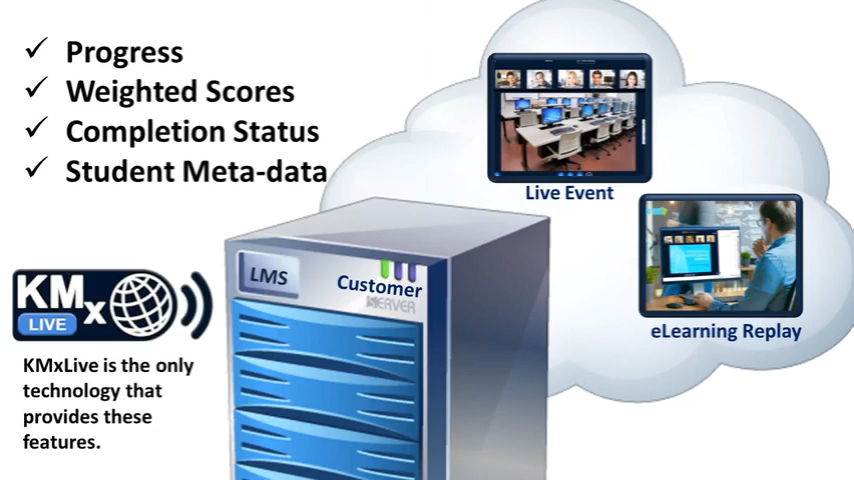 Progress
Weighted Scores
Completion Status
Student Meta-data
Live Event
eLearning Replay
LMS
Customer
SERVER
KMx
LIVE
KMxLive is the only
technology that
provides these
features.